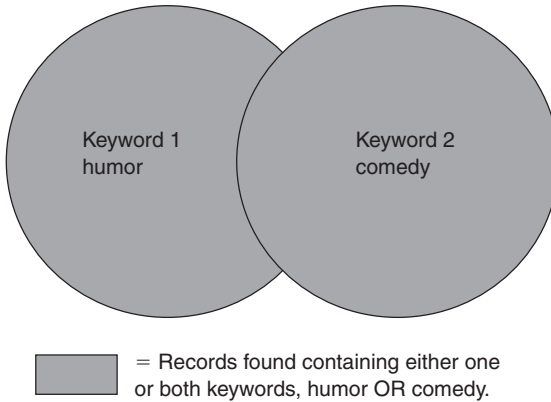 Keyword 1
humor
Keyword 2
comedy
= Records found containing either one
or both keywords, humor OR comedy.